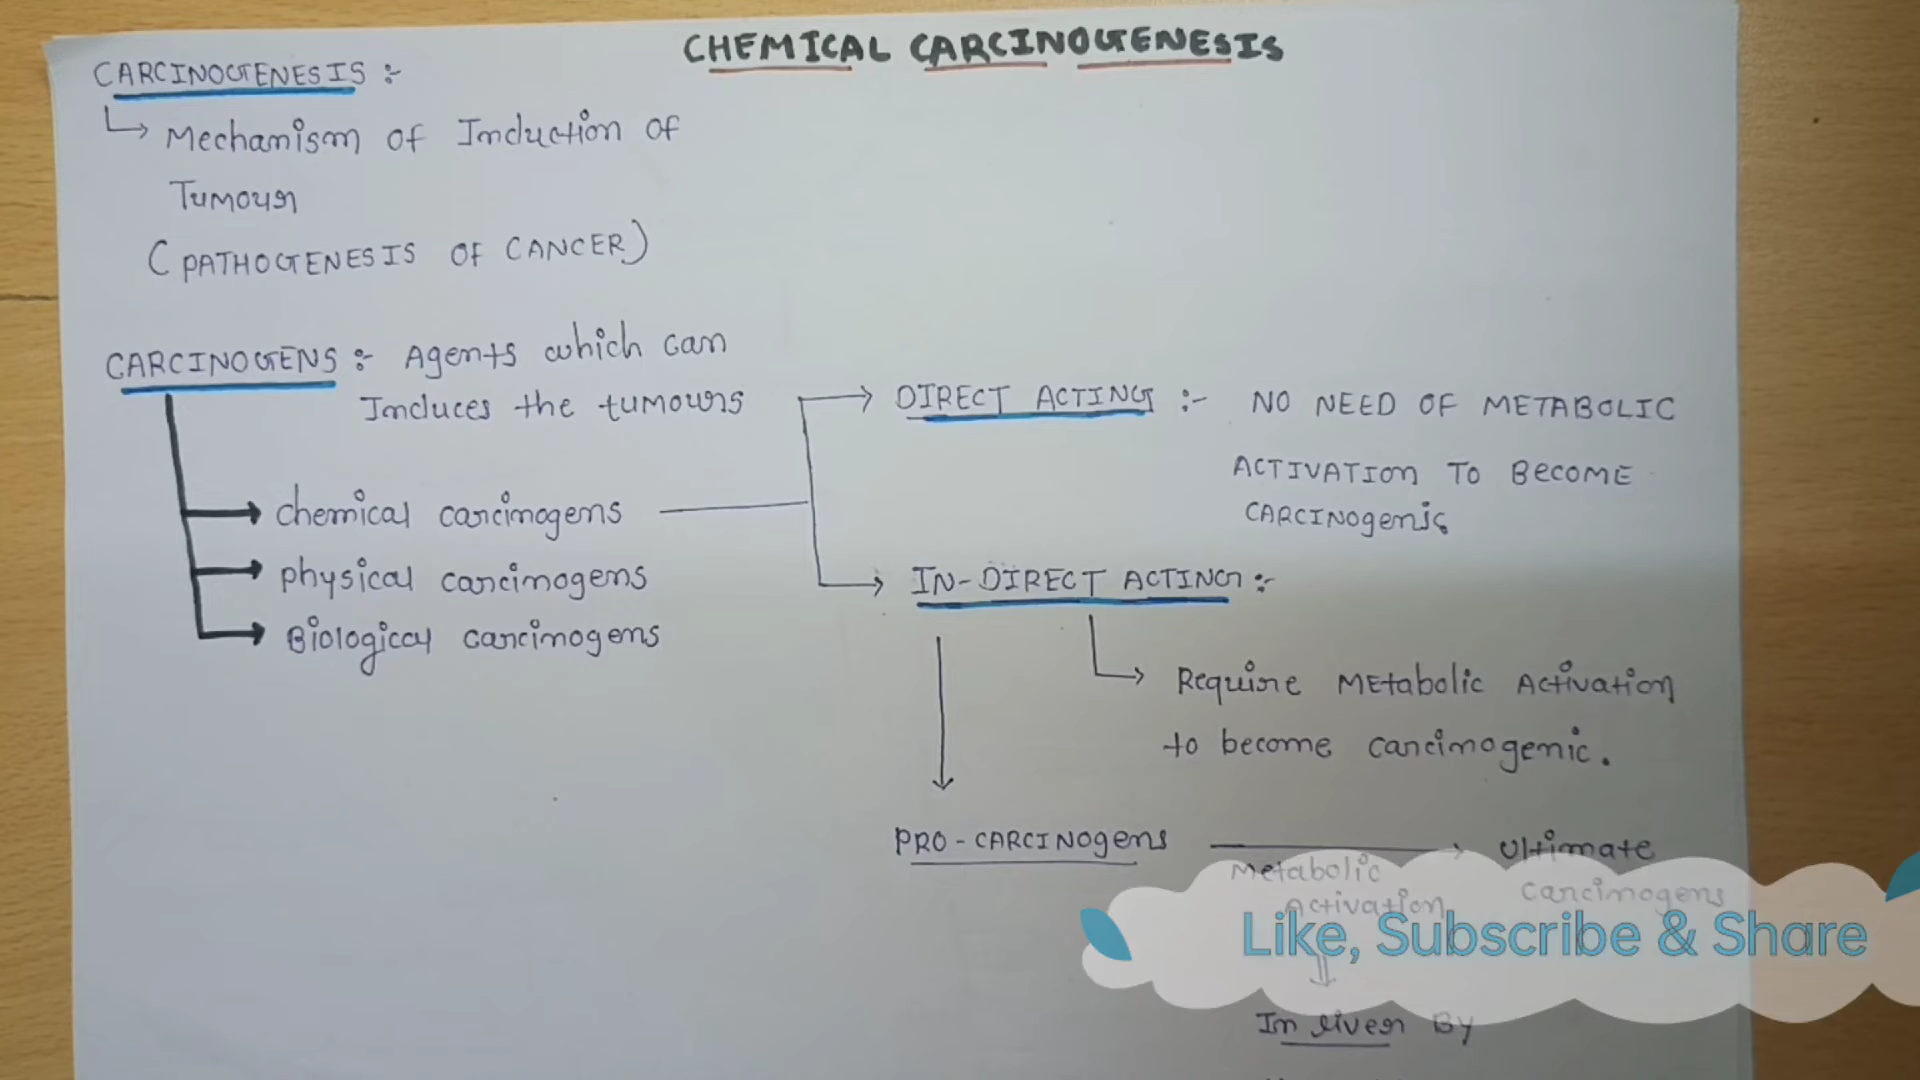 CHEMICAL CARCINOGENESIS
CARCINOGENESIS :-
Mechanism of Induction of
Tumour
(PATHOGENESIS OF CANCER)
CARCINOGENS :- Agents which can
Induces the tumours
chemical carcinogens
physical carcinogens
Biological carcinogens
DIRECT ACTING :- NO NEED OF METABOLIC
ACTIVATION TO BECOME
CARCINOgenic
IN-DIRECT ACTING :-
Require Metabolic Activation
to become carcinogenic.
PRO-CARCINOgens
Metabolic
Activation
Ultimate
carcinogens
Like, Subscribe & Share
In liver By